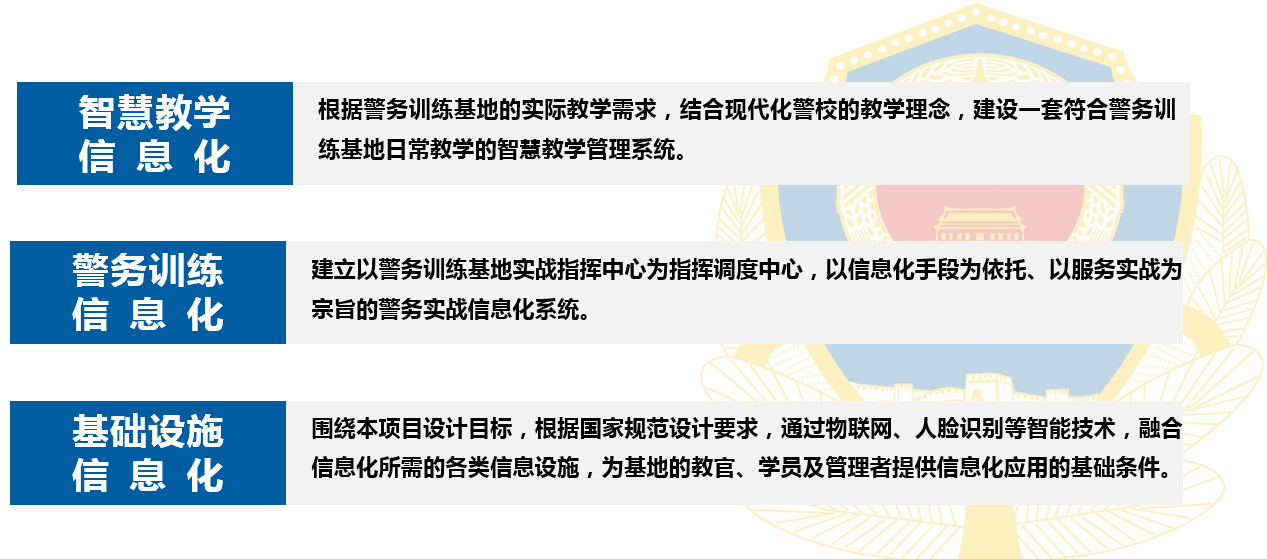 智慧教学
信息化
根据警务训练基地的实际教学需求，结合现代化警校的教学理念，建设一套符合警务训
练基地日常教学的智慧教学管理系统。
警务训练
信息化
建立以警务训练基地实战指挥中心为指挥调度中心，以信息化手段为依托、以服务实战为
宗旨的警务实战信息化系统。
基础设施
信息化
围绕本项目设计目标，根据国家规范设计要求，通过物联网、人脸识别等智能技术，融合
信息化所需的各类信息设施，为基地的教官、学员及管理者提供信息化应用的基础条件。